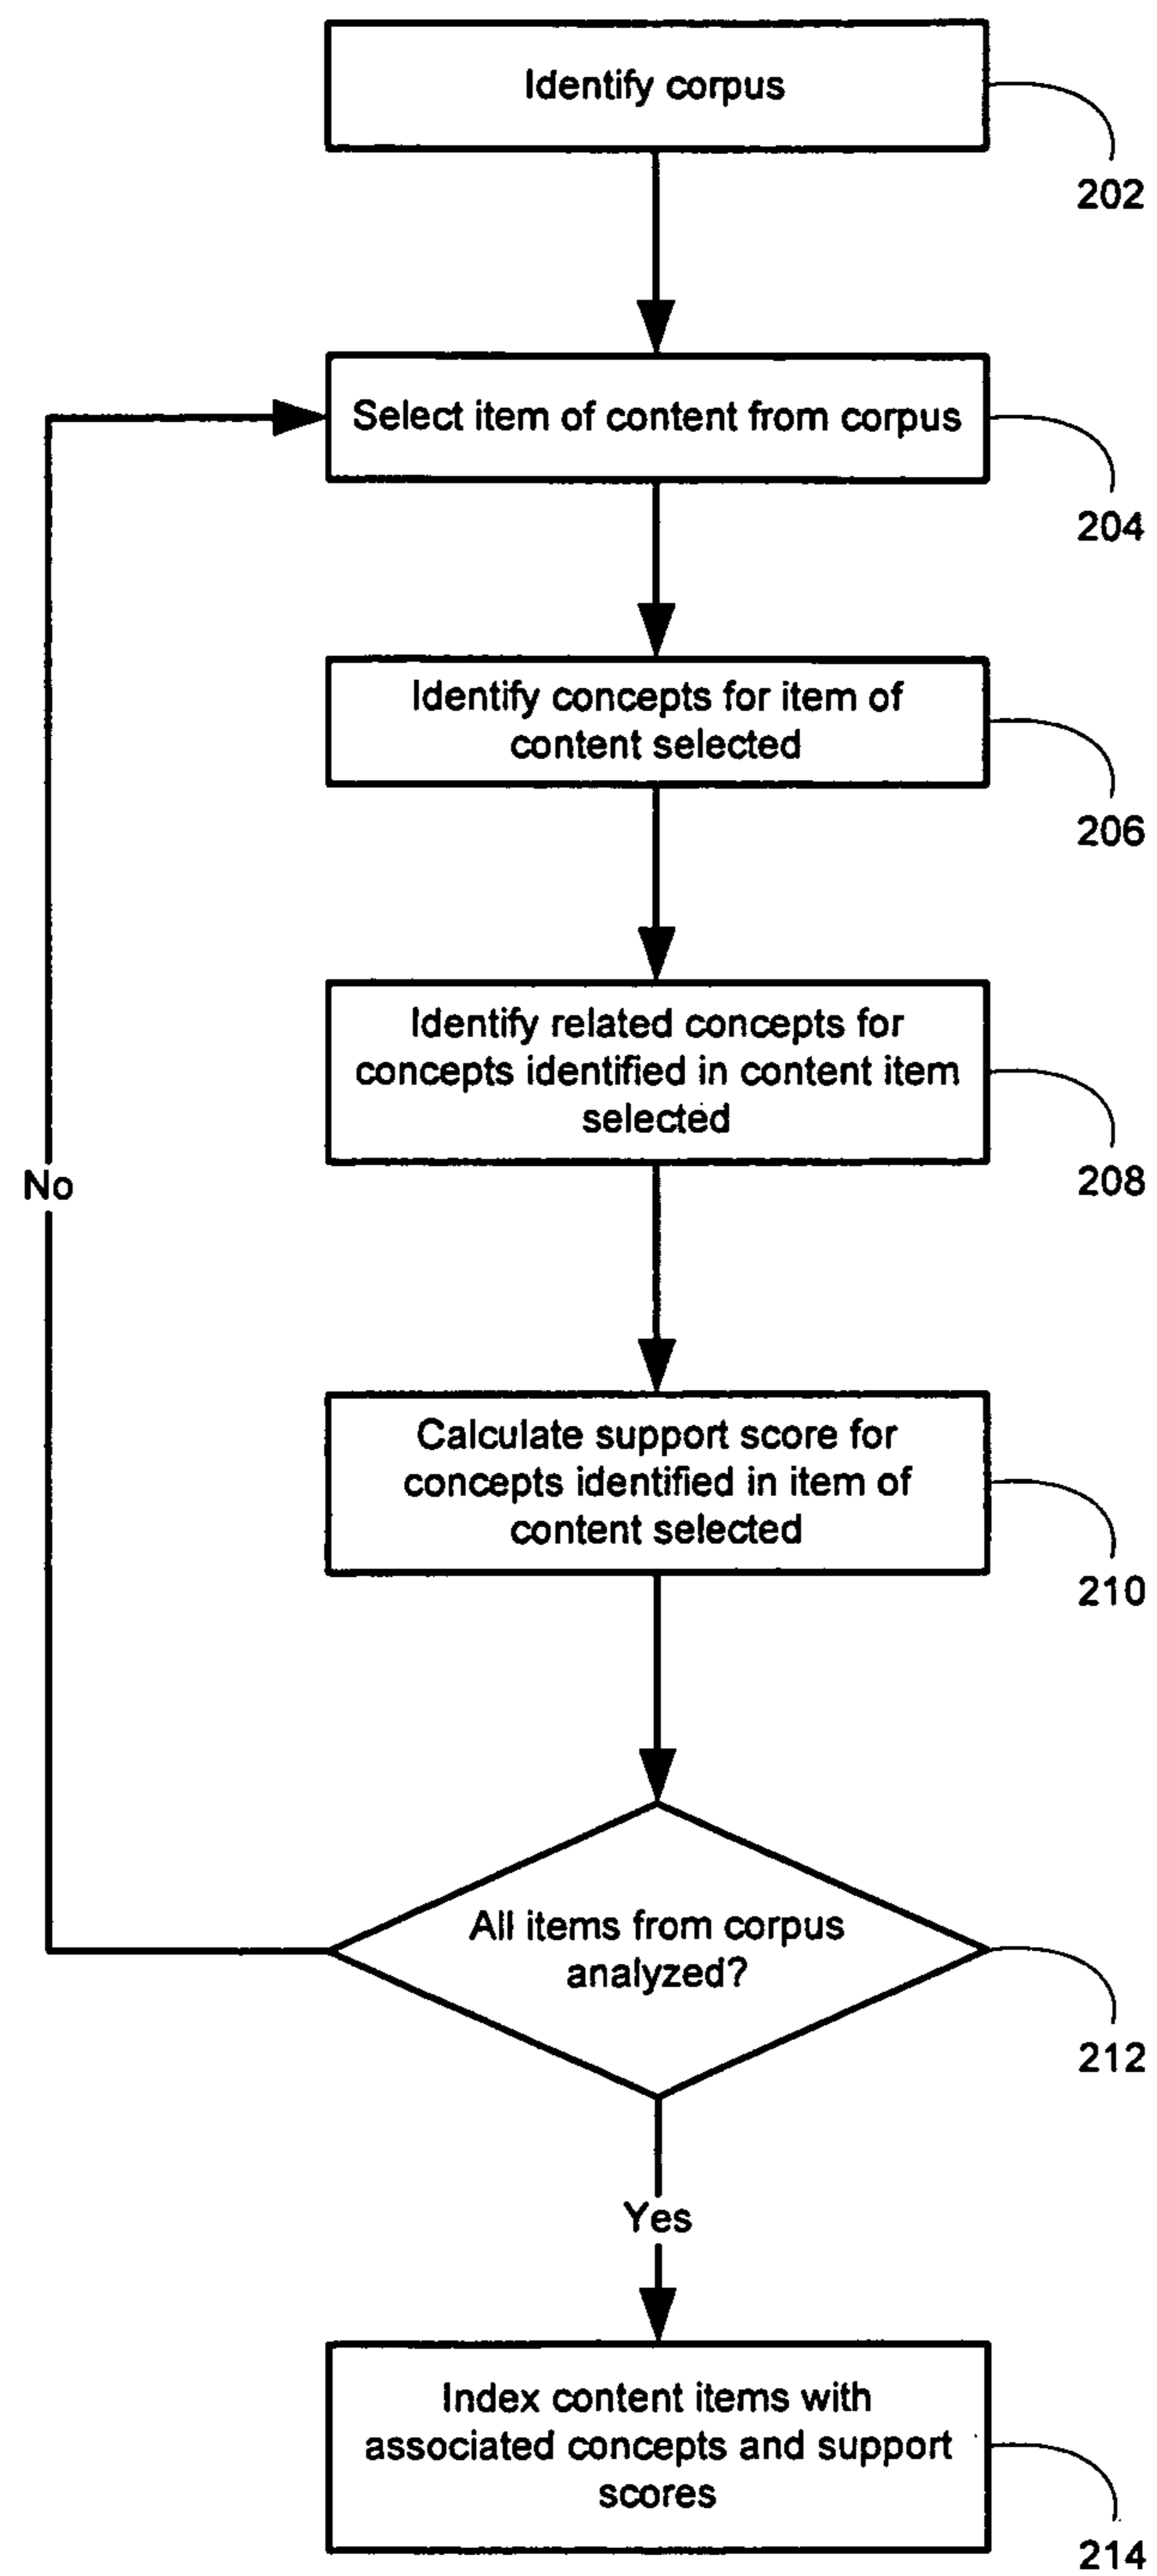 Identify corpus
202
Select item of content from corpus
204
Identify concepts for item of
content selected
206
Identify related concepts for
concepts identified in content item
selected
208
No
Calculate support score for
concepts identified in item of
content selected
210
All items from corpus
analyzed?
212
Yes
Index content items with
associated concepts and support
scores
214